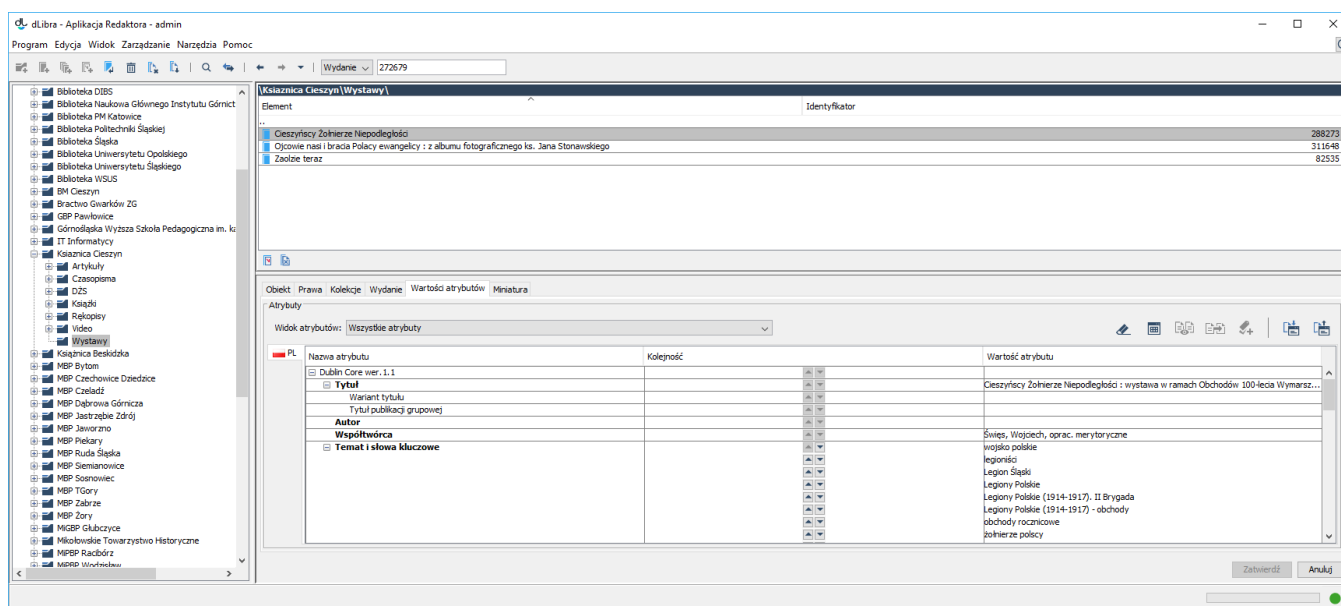 dLibra - Aplikacja Redaktora - admin
Program Edycja Widok Zarządzanie Narzędzia Pomoc
Wydanie 272679
Biblioteka DIBS
Biblioteka Naukowa Głównego Instytutu Górnict
Biblioteka PM Katowice
Biblioteka Politechniki Śląskiej
Biblioteka Śląska
Biblioteka Uniwersytetu Opolskiego
Biblioteka Uniwersytetu Śląskiego
Biblioteka WSUS
BM Cieszyn
Bractwo Gwarków ZG
GBP Pawłowice
Górnośląska Wyższa Szkoła Pedagogiczna im. ka
IT Informatycy
Ksiaznica Cieszyn
Artykuły
Czasopisma
DŻS
Książki
Rękopisy
Video
Wystawy
Książnica Beskidzka
MBP Bytom
MBP Czechowice Dziedzice
MBP Czeladź
MBP Dąbrowa Górnicza
MBP Jastrzębie Zdrój
MBP Jaworzno
MBP Piekary
MBP Ruda Śląska
MBP Siemianowice
MBP Sosnowiec
MBP TGory
MBP Zabrze
MBP Żory
MiGBP Głubczyce
Mikołowskie Towarzystwo Historyczne
MiPBP Racibórz
MiPBP Wodzisław
\Ksiaznica Cieszyn\Wystawy\
Element Identyfikator
..
Cieszyńscy Żołnierze Niepodległości 288273
Ojcowie nasi i bracia Polacy ewangelicy : z albumu fotograficznego ks. Jana Stonawskiego 311648
Zaolzie teraz 82535
Obiekt Prawa Kolekcje Wydanie Wartości atrybutów Miniatura
Atrybuty
Widok atrybutów: Wszystkie atrybuty
PL
Nazwa atrybutu Kolejność Wartość atrybutu
Dublin Core wer. 1.1
Tytuł Cieszyńscy Żołnierze Niepodległości : wystawa w ramach Obchodów 100-lecia Wymarsz...
Wariant tytułu
Tytuł publikacji grupowej
Autor
Współtwórca Święs, Wojciech, oprac. merytoryczne
Temat i słowa kluczowe wojsko polskie
legioniści
Legion Śląski
Legiony Polskie
Legiony Polskie (1914-1917). II Brygada
Legiony Polskie (1914-1917) - obchody
obchody rocznicowe
żołnierze polscy
Zatwierdź Anuluj